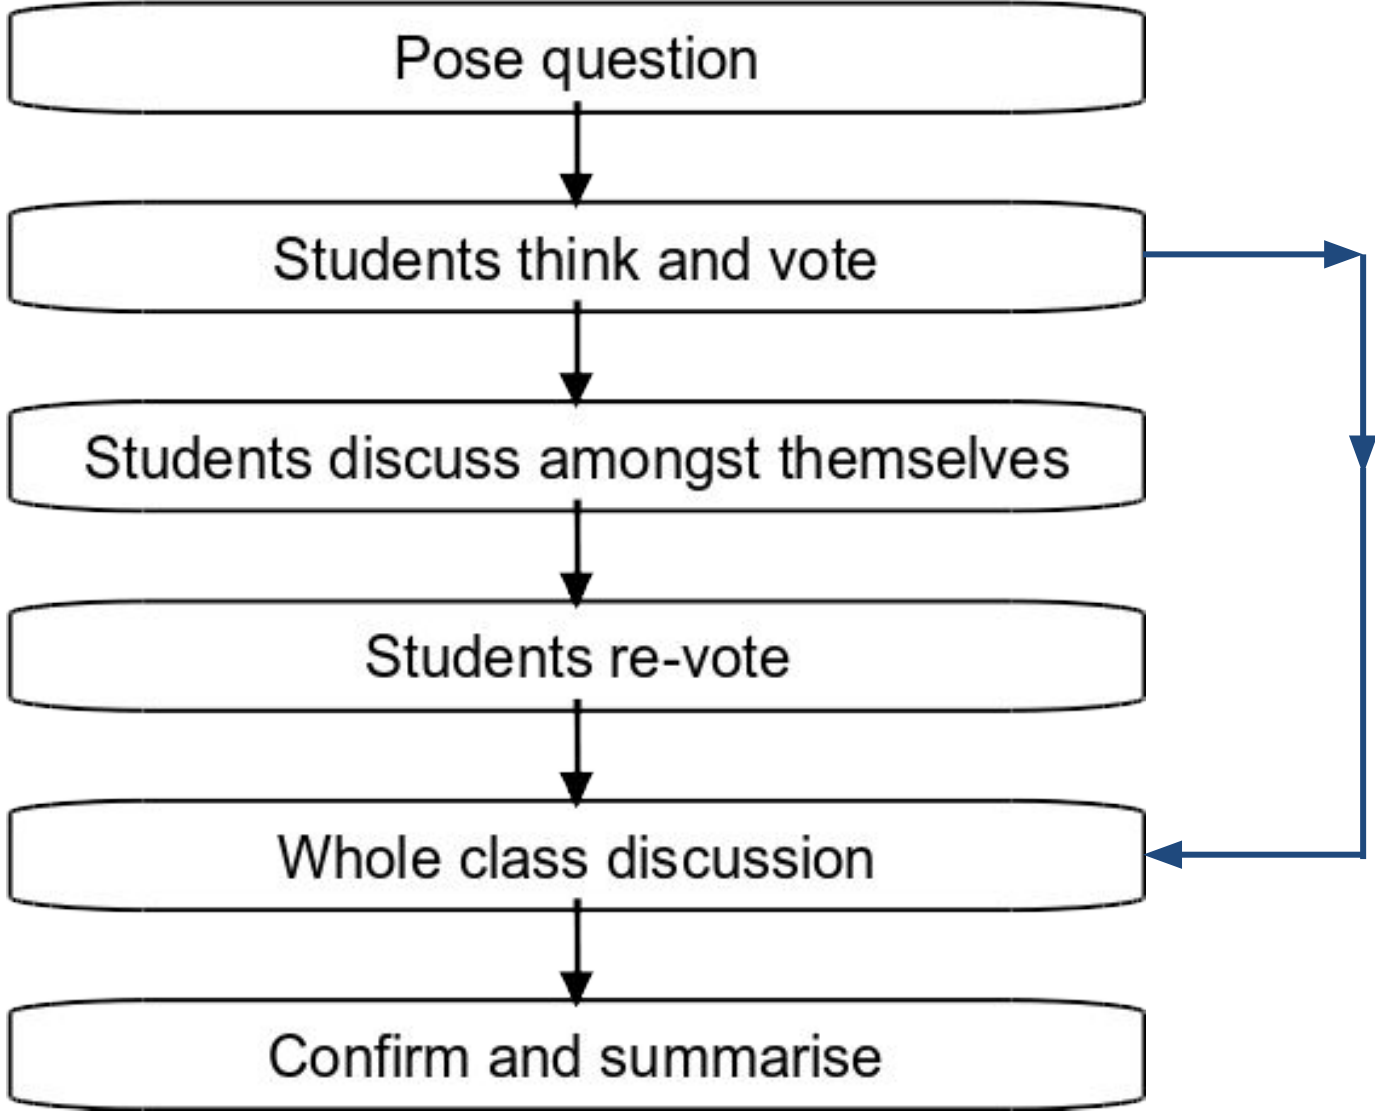 Pose question
Students think and vote
Students discuss amongst themselves
Students re-vote
Whole class discussion
Confirm and summarise